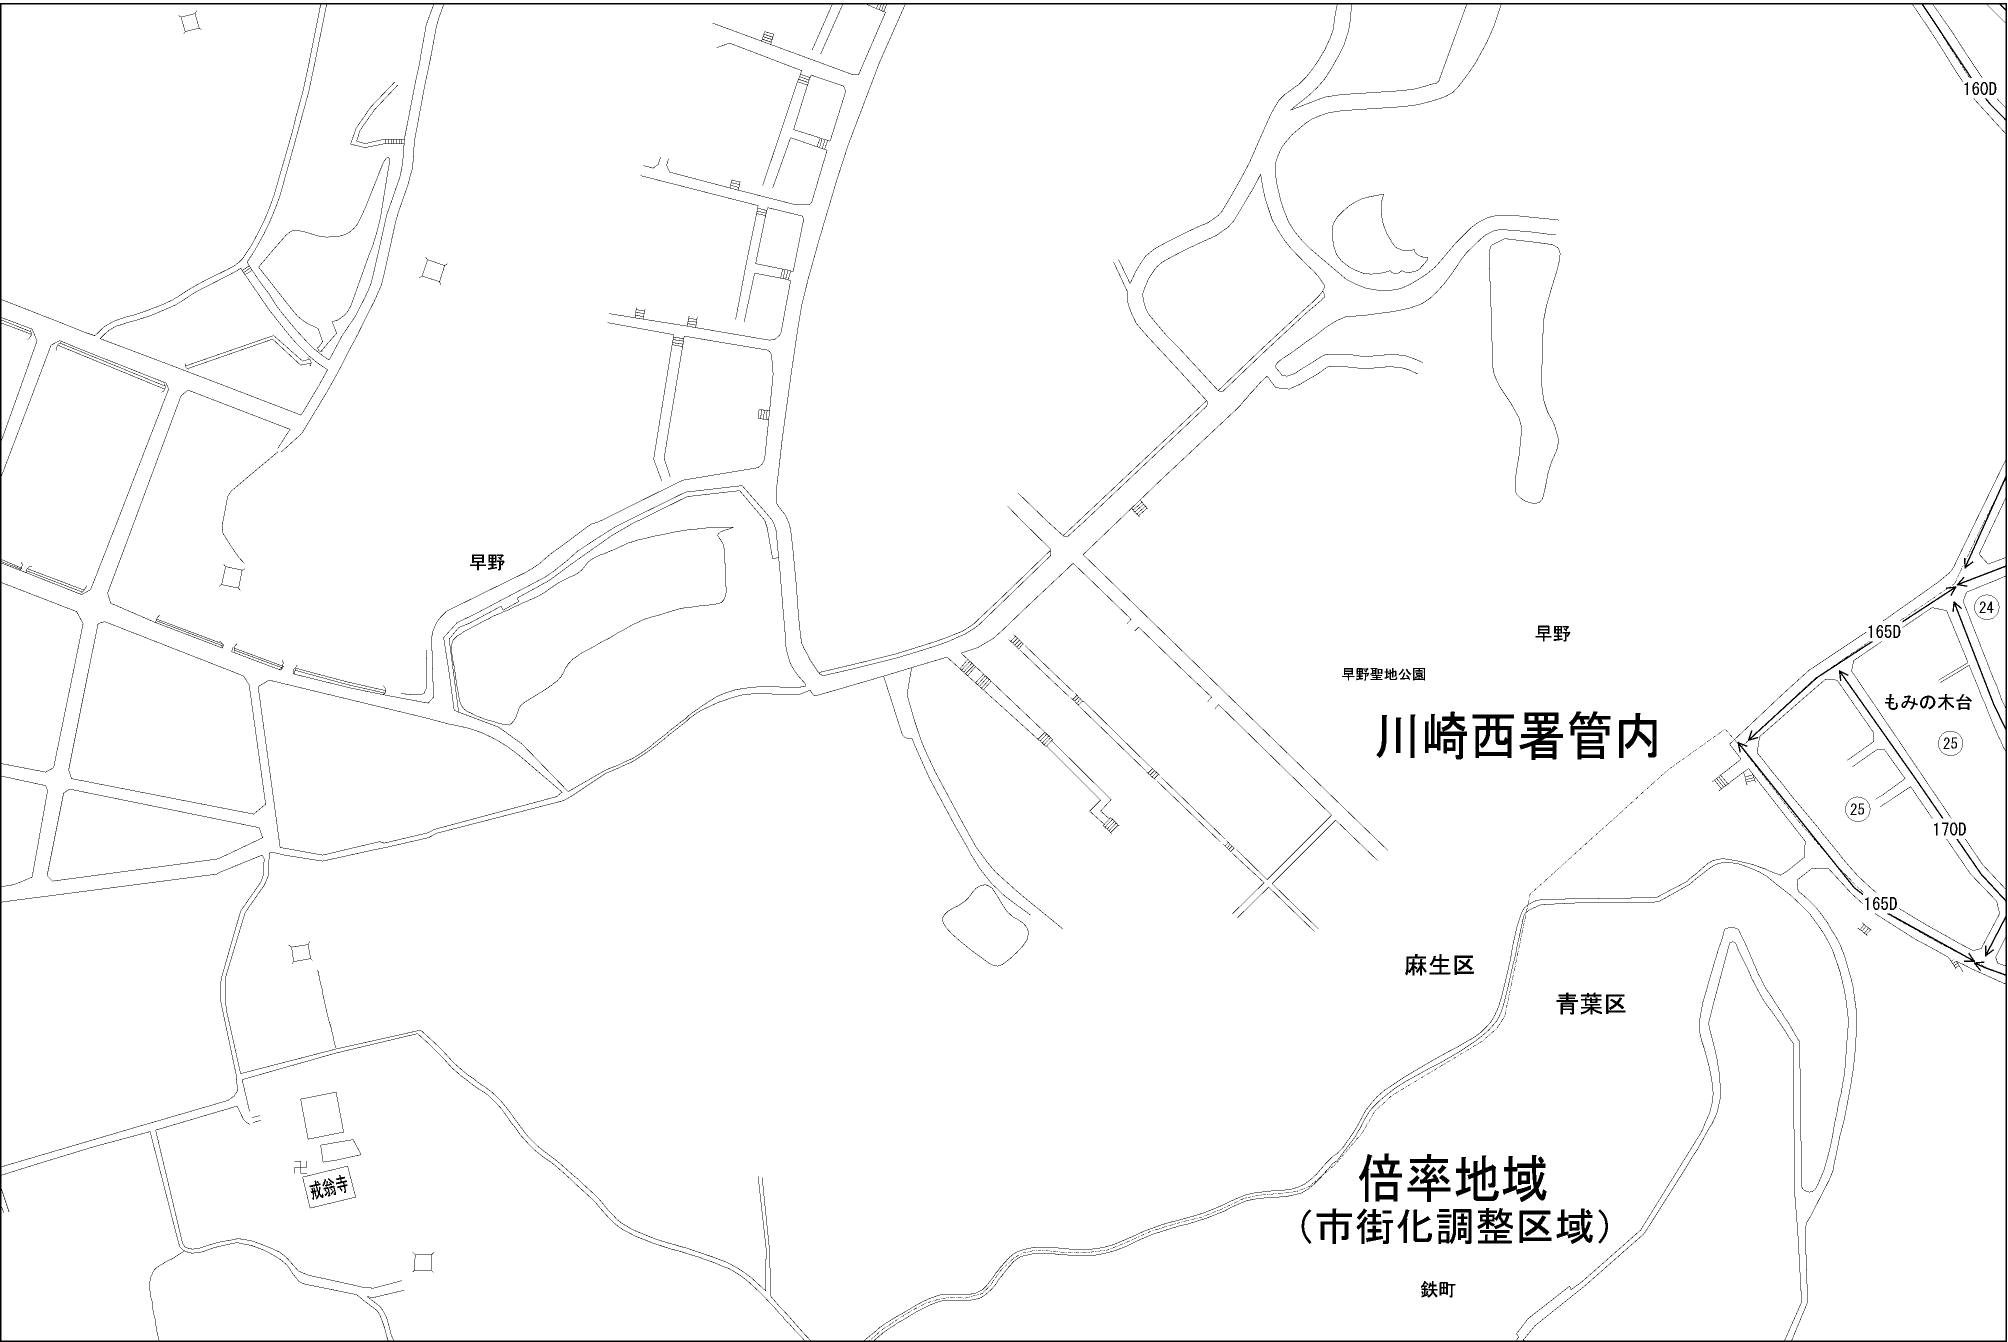 160D
早野
24
165D
早野
早野聖地公園
もみの木台
川崎西署管内
25
25
170D
165D
麻生区
青葉区
倍率地域
(市街化調整区域)
戒翁寺
鉄町